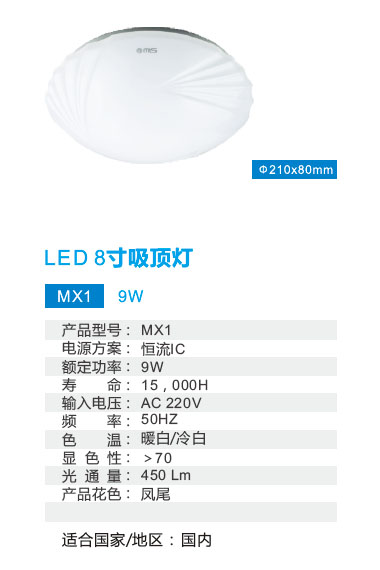 MS
Φ210x80mm
LED 8寸吸顶灯
MX1 9W
产品型号：MX1
电源方案：恒流IC
额定功率：9W
寿 命：15，000H
输入电压：AC 220V
频 率：50HZ
色 温：暖白/冷白
显 色 性：＞70
光 通 量：450 Lm
产品花色：凤尾
适合国家/地区：国内